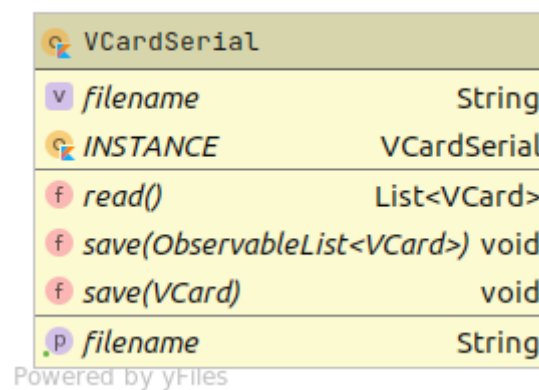 VCardSerial
filename String
INSTANCE VCardSerial
read() List<VCard>
save(ObservableList<VCard>) void
save(VCard) void
filename String
Powered by yFiles